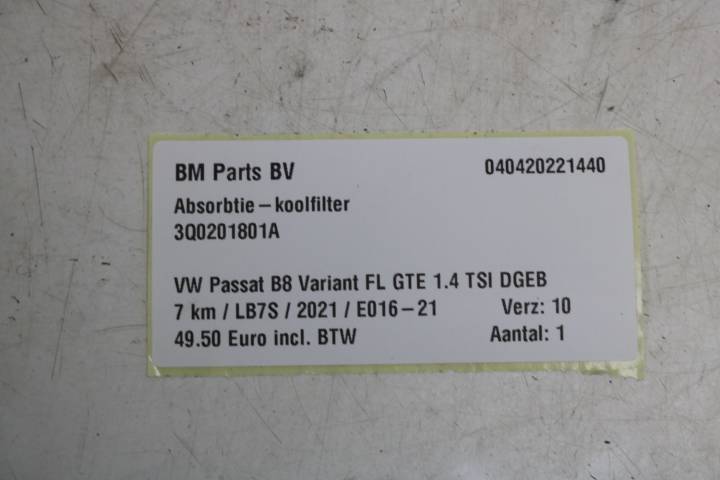 BM Parts BV 040420221440
Absorbtie – koolfilter
3Q0201801A
VW Passat B8 Variant FL GTE 1.4 TSI DGEB
7 km / LB7S / 2021 / E016 – 21 Verz: 10
49.50 Euro incl. BTW Aantal: 1